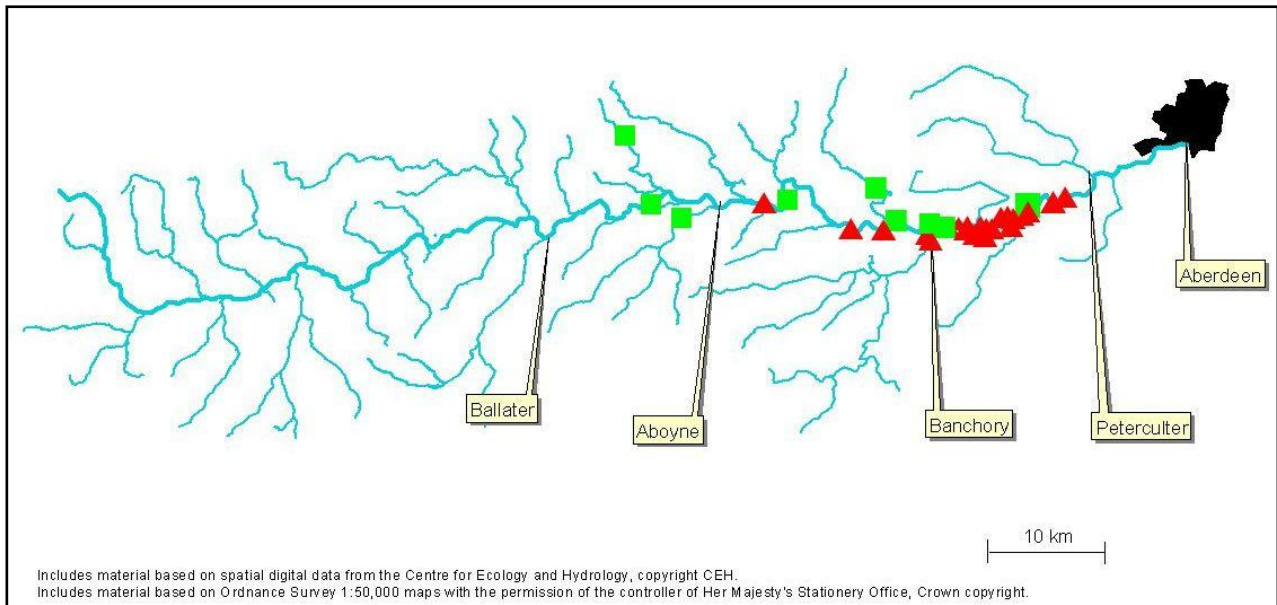 Aberdeen
Ballater
Aboyne
Banchory
Peterculter
10 km
Includes material based on spatial digital data from the Centre for Ecology and Hydrology, copyright CEH.
Includes material based on Ordnance Survey 1:50,000 maps with the permission of the controller of Her Majesty's Stationery Office, Crown copyright.